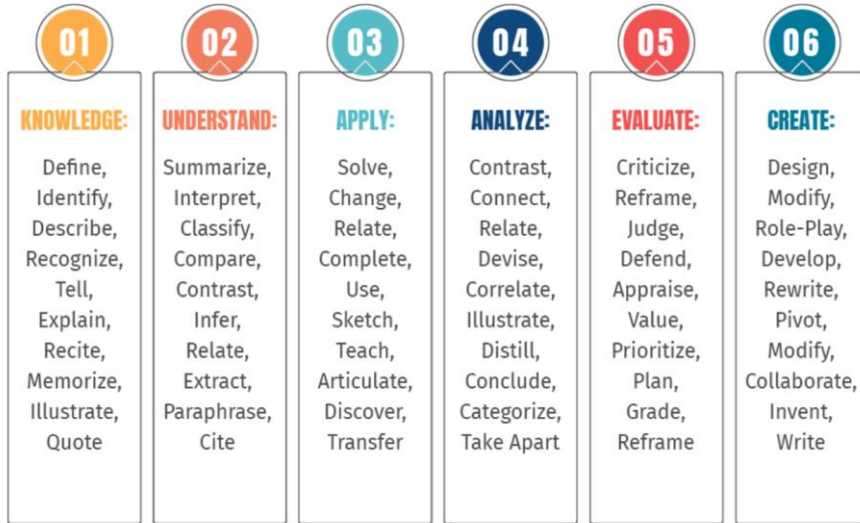 01
KNOWLEDGE:
Define,
Identify,
Describe,
Recognize,
Tell,
Explain,
Recite,
Memorize,
Illustrate,
Quote
02
UNDERSTAND:
Summarize,
Interpret,
Classify,
Compare,
Contrast,
Infer,
Relate,
Extract,
Paraphrase,
Cite
03
APPLY:
Solve,
Change,
Relate,
Complete,
Use,
Sketch,
Teach,
Articulate,
Discover,
Transfer
04
ANALYZE:
Contrast,
Connect,
Relate,
Devise,
Correlate,
Illustrate,
Distill,
Conclude,
Categorize,
Take Apart
05
EVALUATE:
Criticize,
Reframe,
Judge,
Defend,
Appraise,
Value,
Prioritize,
Plan,
Grade,
Reframe
06
CREATE:
Design,
Modify,
Role-Play,
Develop,
Rewrite,
Pivot,
Modify,
Collaborate,
Invent,
Write